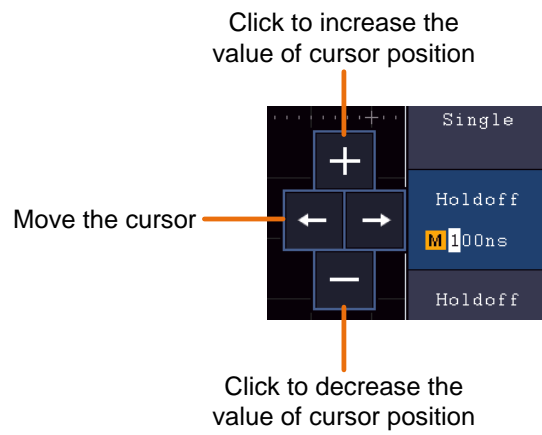 Click to increase the
value of cursor position
Single
+
Move the cursor
← →
Holdoff
M 100ns
−
Holdoff
Click to decrease the
value of cursor position